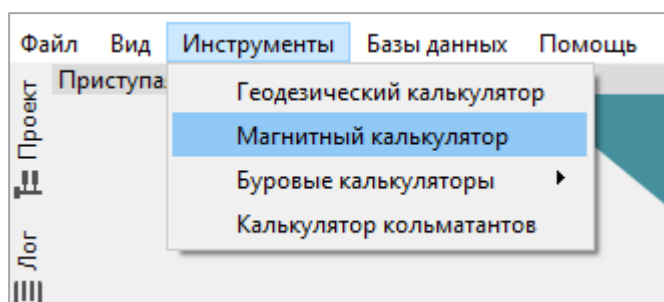 Файл Вид Инструменты Базы данных Помощь
Приступа
Геодезический калькулятор
Магнитный калькулятор
Буровые калькуляторы
Калькулятор кольматантов
Проект
Лог